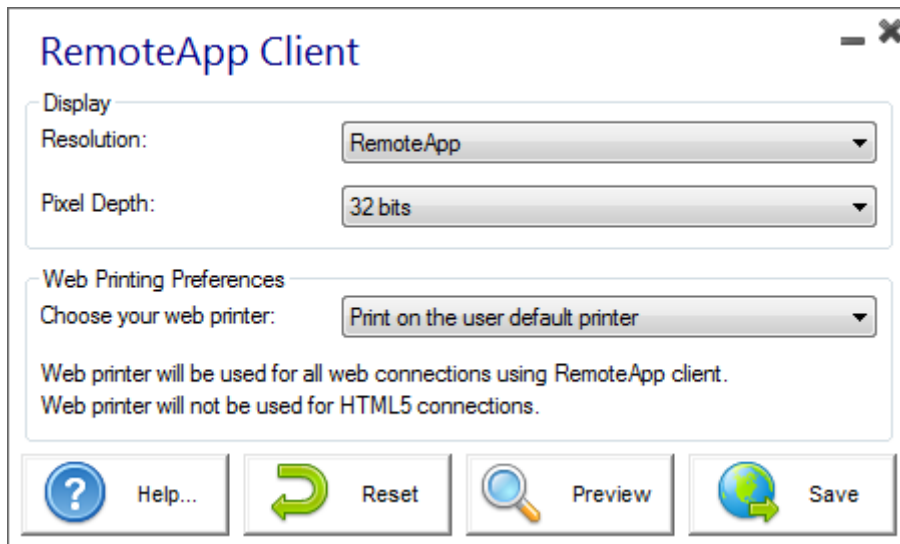 RemoteApp Client
Display
Resolution: RemoteApp
Pixel Depth: 32 bits
Web Printing Preferences
Choose your web printer: Print on the user default printer
Web printer will be used for all web connections using RemoteApp client.
Web printer will not be used for HTML5 connections.
? Help... Reset Preview Save